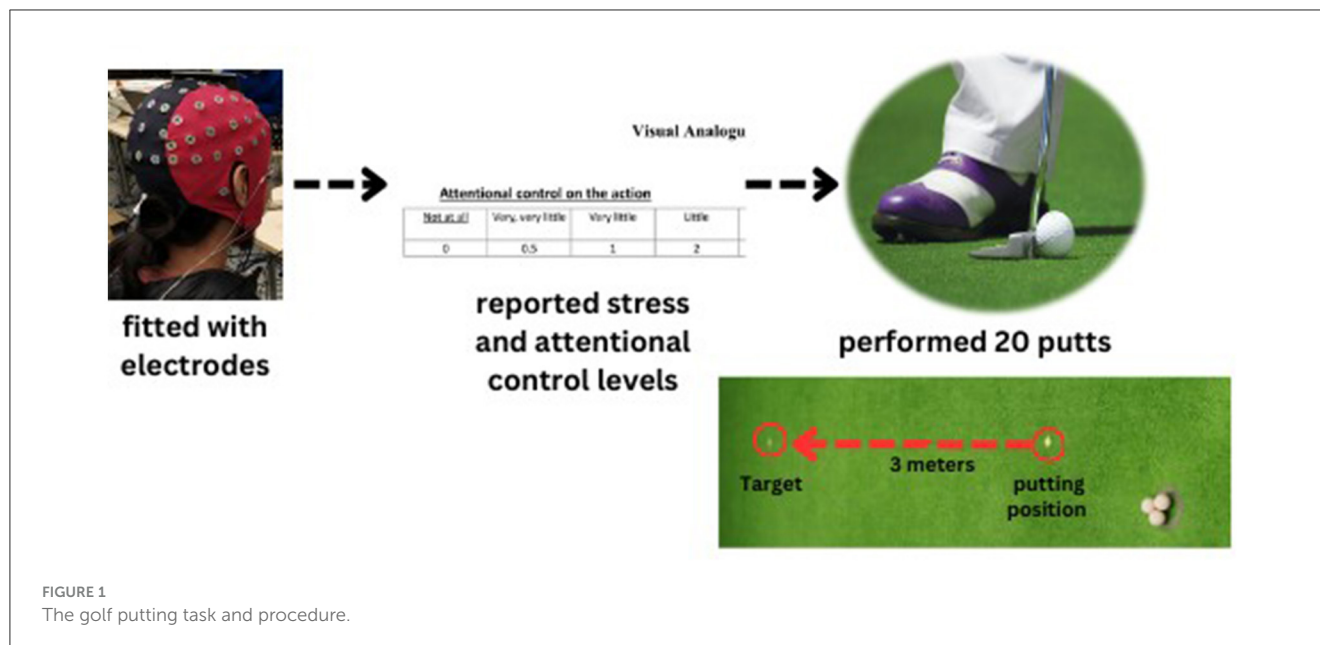 Visual Analogu
Attentional control on the action
Not at all Very, very little Very little Little
0 0.5 1 2
fitted with
electrodes
reported stress
and attentional
control levels
performed 20 putts
3 meters
Target
putting
position
FIGURE 1
The golf putting task and procedure.